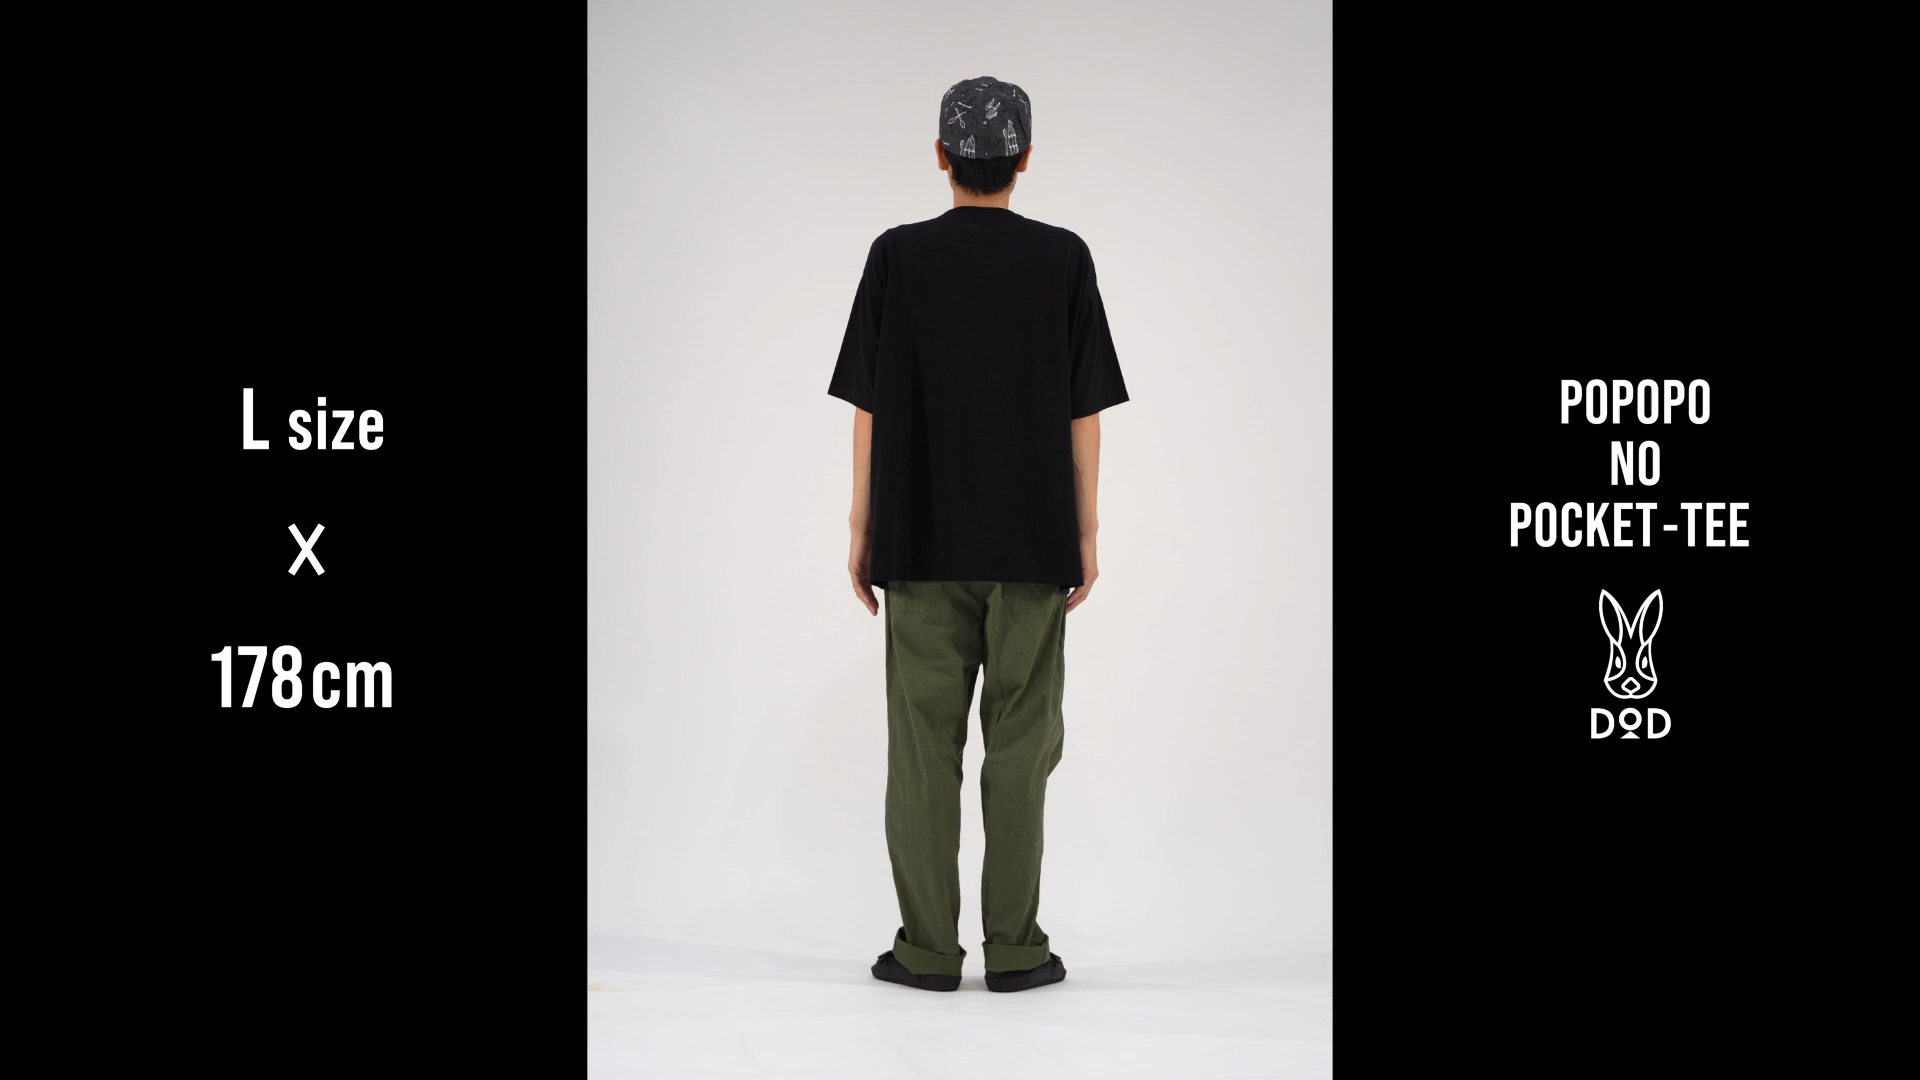 L size
x
178cm
POPOPO
NO
POCKET-TEE
DOD